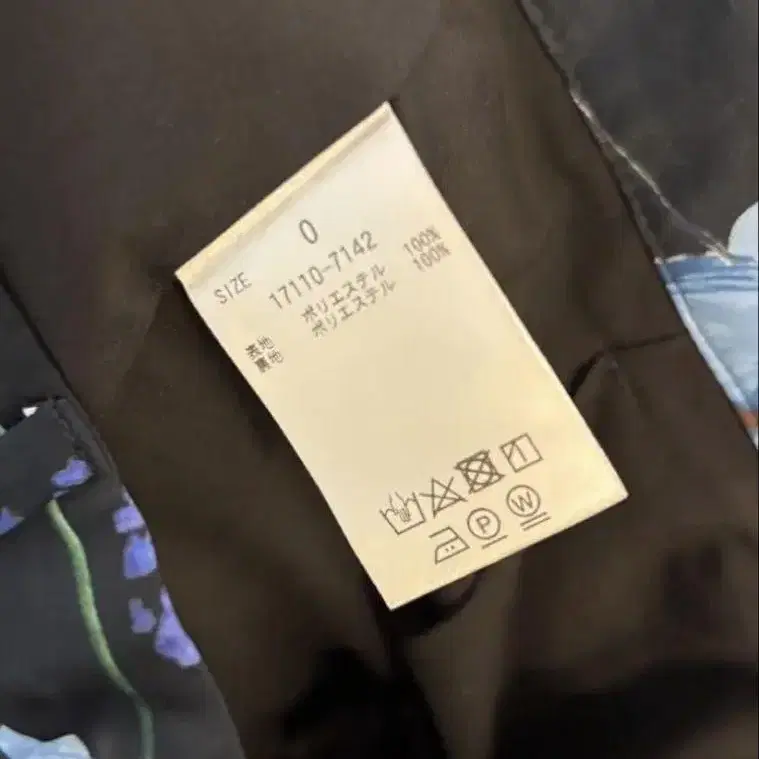 SIZE 0
17110-7142
表地 ポリエステル 100%
裏地 ポリエステル 100%
P W